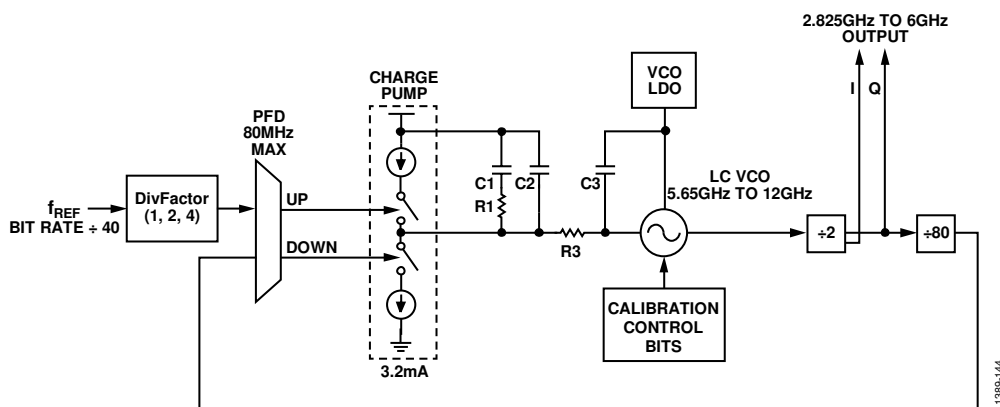 2.825GHz TO 6GHz
OUTPUT
I
Q
VCO
LDO
CHARGE
PUMP
PFD
80MHz
MAX
C1
C2
C3
R1
LC VCO
5.65GHz TO 12GHz
DivFactor
(1, 2, 4)
fREF
BIT RATE ÷ 40
UP
DOWN
R3
÷2
÷80
CALIBRATION
CONTROL
BITS
3.2mA